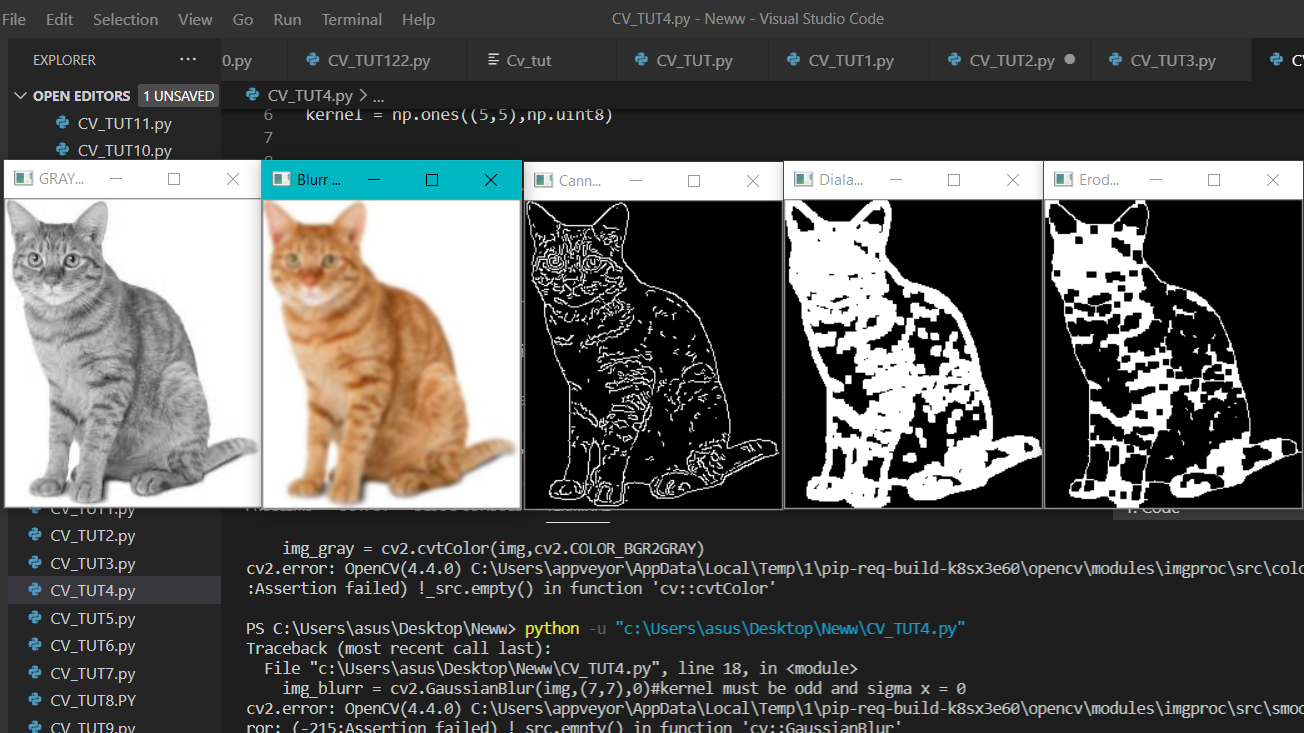 File Edit Selection View Go Run Terminal Help CV_TUT4.py - Neww - Visual Studio Code
EXPLORER ··· 0.py CV_TUT122.py Cv_tut CV_TUT.py CV_TUT1.py CV_TUT2.py CV_TUT3.py
OPEN EDITORS 1 UNSAVED
CV_TUT4.py > ...
CV_TUT11.py
CV_TUT10.py
6 kernel = np.ones((5,5),np.uint8)
7
GRAY... Blurr ... Cann... Diala... Erod...
CV_TUT1.py
CV_TUT2.py
CV_TUT3.py
CV_TUT4.py
CV_TUT5.py
CV_TUT6.py
CV_TUT7.py
CV_TUT8.PY
CV_TUT9.py
1: Code
img_gray = cv2.cvtColor(img,cv2.COLOR_BGR2GRAY)
cv2.error: OpenCV(4.4.0) C:\Users\appveyor\AppData\Local\Temp\1\pip-req-build-k8sx3e60\opencv\modules\imgproc\src\colo
:Assertion failed) !_src.empty() in function 'cv::cvtColor'
PS C:\Users\asus\Desktop\Neww> python -u "c:\Users\asus\Desktop\Neww\CV_TUT4.py"
Traceback (most recent call last):
File "c:\Users\asus\Desktop\Neww\CV_TUT4.py", line 18, in <module>
img_blurr = cv2.GaussianBlur(img,(7,7),0)#kernel must be odd and sigma x = 0
cv2.error: OpenCV(4.4.0) C:\Users\appveyor\AppData\Local\Temp\1\pip-req-build-k8sx3e60\opencv\modules\imgproc\src\smoo
ror: (-215:Assertion failed) !_src.empty() in function 'cv::GaussianBlur'